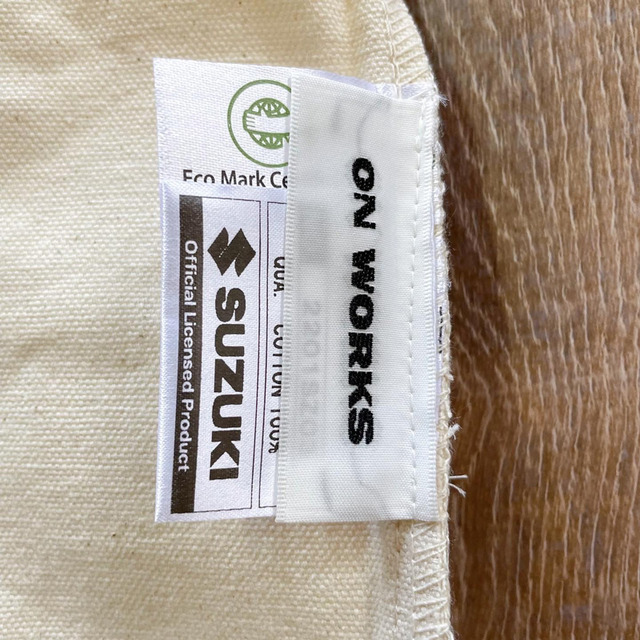 Eco Mark Ce
SUZUKI
Official Licensed Product
QUA. COTTON 100%
ON WORKS